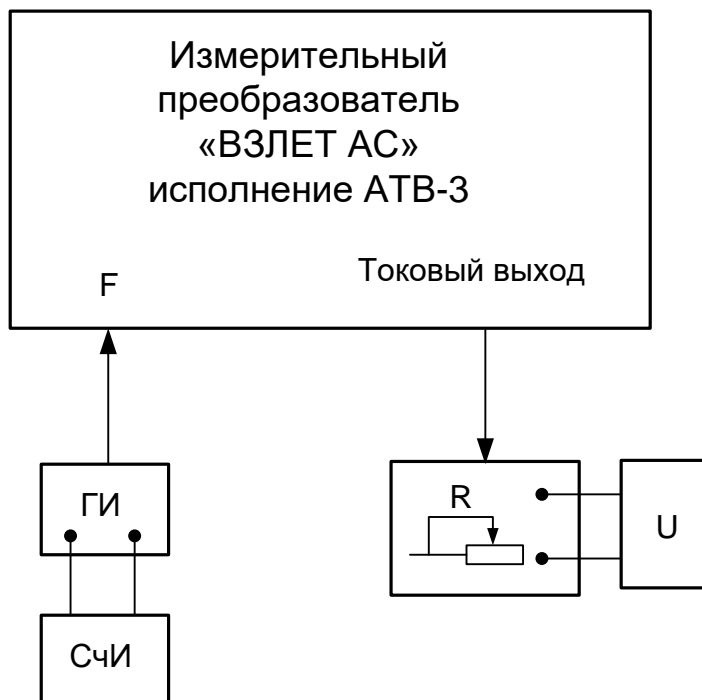 Измерительный
преобразователь
«ВЗЛЕТ АС»
исполнение АТВ-3
Токовый выход
F
ГИ
R
U
СчИ